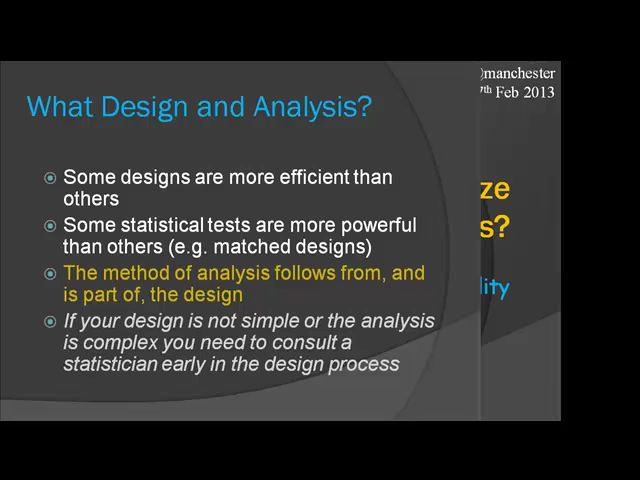 What Design and Analysis?
Some designs are more efficient than
others
Some statistical tests are more powerful
than others (e.g. matched designs)
The method of analysis follows from, and
is part of, the design
If your design is not simple or the analysis
is complex you need to consult a
statistician early in the design process
manchester
7th Feb 2013
ze
s?
lity